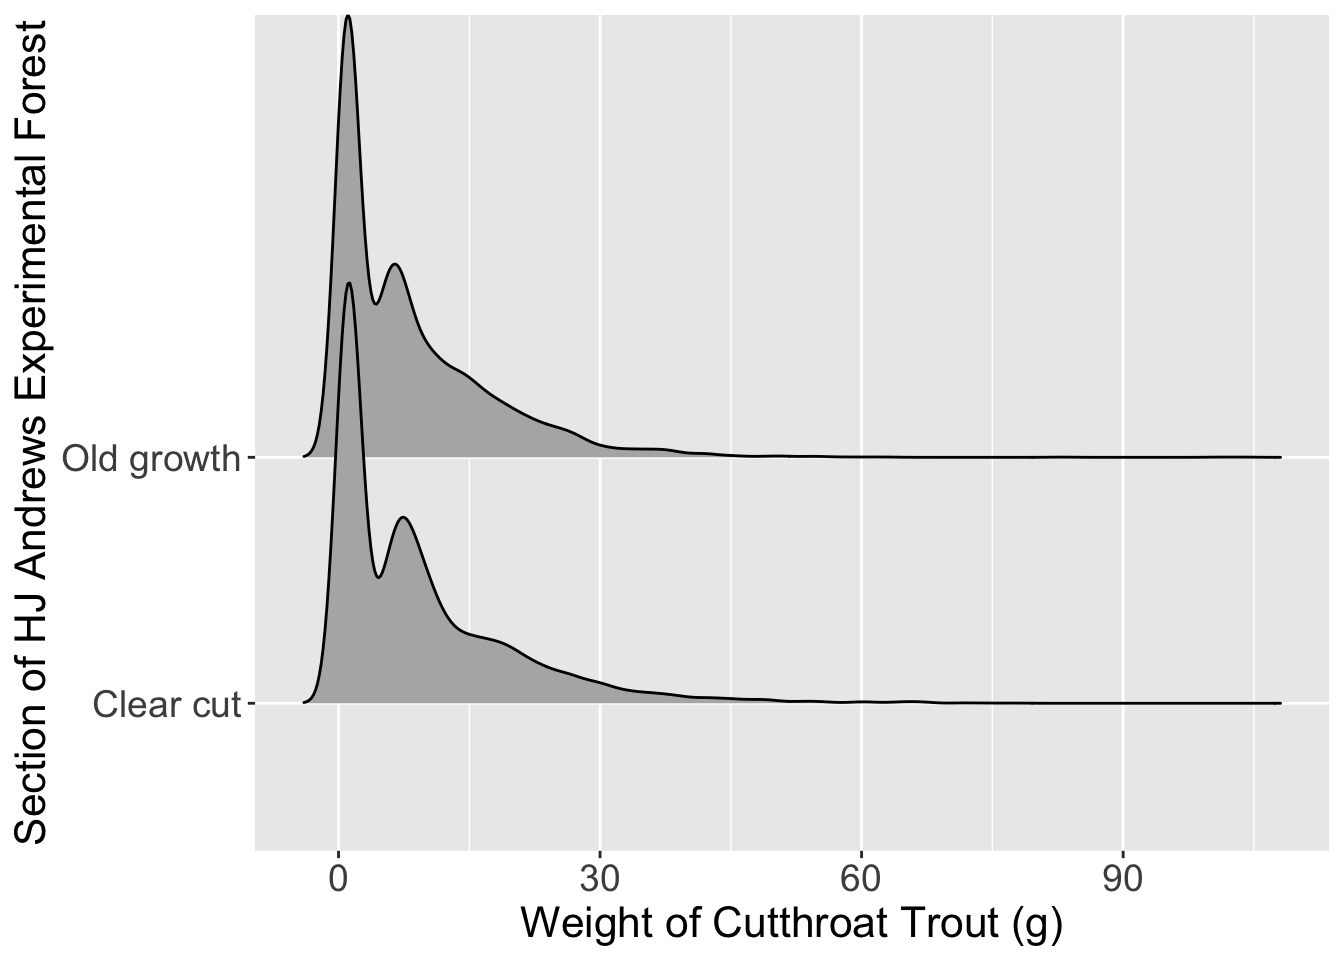 Section of HJ Andrews Experimental Forest
Old growth
Clear cut
0 30 60 90
Weight of Cutthroat Trout (g)